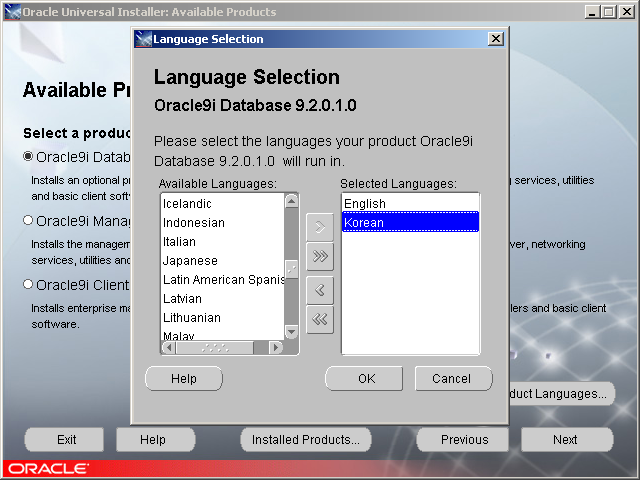 Oracle Universal Installer: Available Products
Language Selection
Available Pr
Language Selection
Oracle9i Database 9.2.0.1.0
Select a produc
Please select the languages your product Oracle9i
Database 9.2.0.1.0 will run in.
Oracle9i Datab
Installs an optional p
g services, utilities
and basic client soft
Available Languages:
Selected Languages:
Icelandic
Indonesian
Italian
Japanese
Latin American Spanis
Latvian
Lithuanian
Malay
English
Korean
Oracle9i Mana
Installs the managem
ver, networking
services, utilities and
Oracle9i Client
Installs enterprise ma
lers and basic client
software.
Help
OK
Cancel
duct Languages...
Exit
Help
Installed Products...
Previous
Next
ORACLE